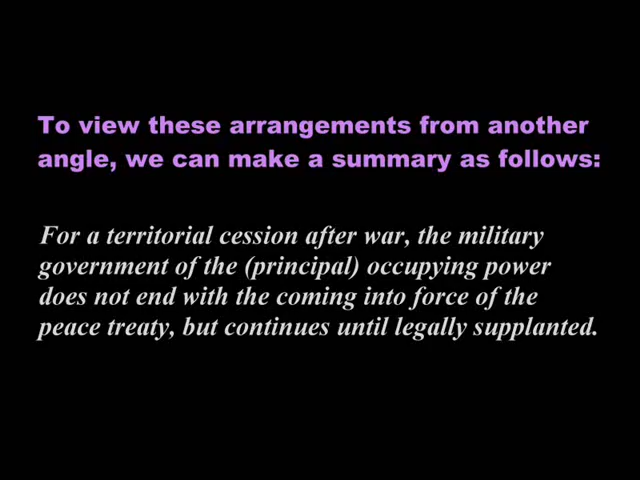 To view these arrangements from another
angle, we can make a summary as follows:
For a territorial cession after war, the military
government of the (principal) occupying power
does not end with the coming into force of the
peace treaty, but continues until legally supplanted.